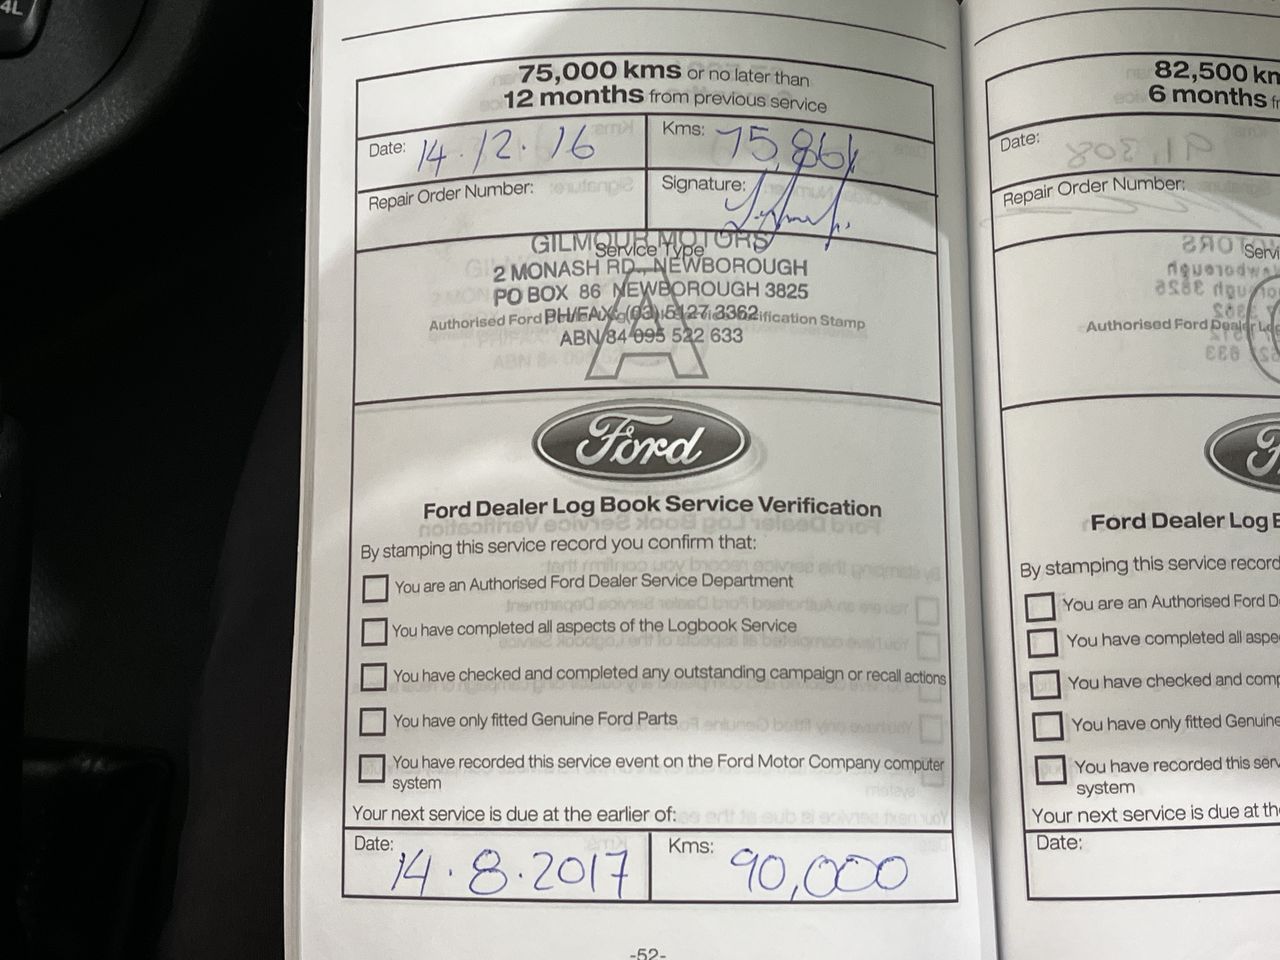 4L
75,000 kms or no later than
12 months from previous service
Date: 14.12.16
Kms: 75,861
Repair Order Number:
Signature:
Service Type
A
GILMOUR MOTORS
2 MONASH RD, NEWBOROUGH
PO BOX 86 NEWBOROUGH 3825
PH/FAX (03) 5127 3362
ABN 84 095 522 633
Authorised Ford
ification Stamp
Ford
Ford Dealer Log Book Service Verification
By stamping this service record you confirm that:
You are an Authorised Ford Dealer Service Department
You have completed all aspects of the Logbook Service
You have checked and completed any outstanding campaign or recall actions
You have only fitted Genuine Ford Parts
You have recorded this service event on the Ford Motor Company computer
system
Your next service is due at the earlier of:
Date: 14.8.2017
Kms: 90,000
-52-
82,500 km
6 months f
Date:
Repair Order Number:
Servi
Authorised Ford Dealer Lo
F
Ford Dealer Log B
By stamping this service record
You are an Authorised Ford D
You have completed all aspe
You have checked and comp
You have only fitted Genuine
You have recorded this serv
system
Your next service is due at th
Date: